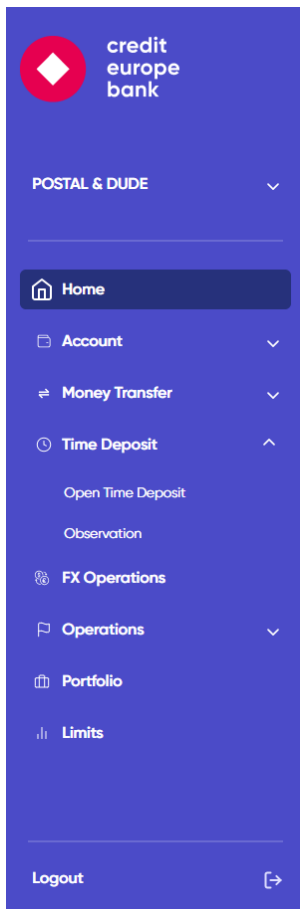 credit
europe
bank
POSTAL & DUDE
Home
Account
Money Transfer
Time Deposit
Open Time Deposit
Observation
FX Operations
Operations
Portfolio
Limits
Logout